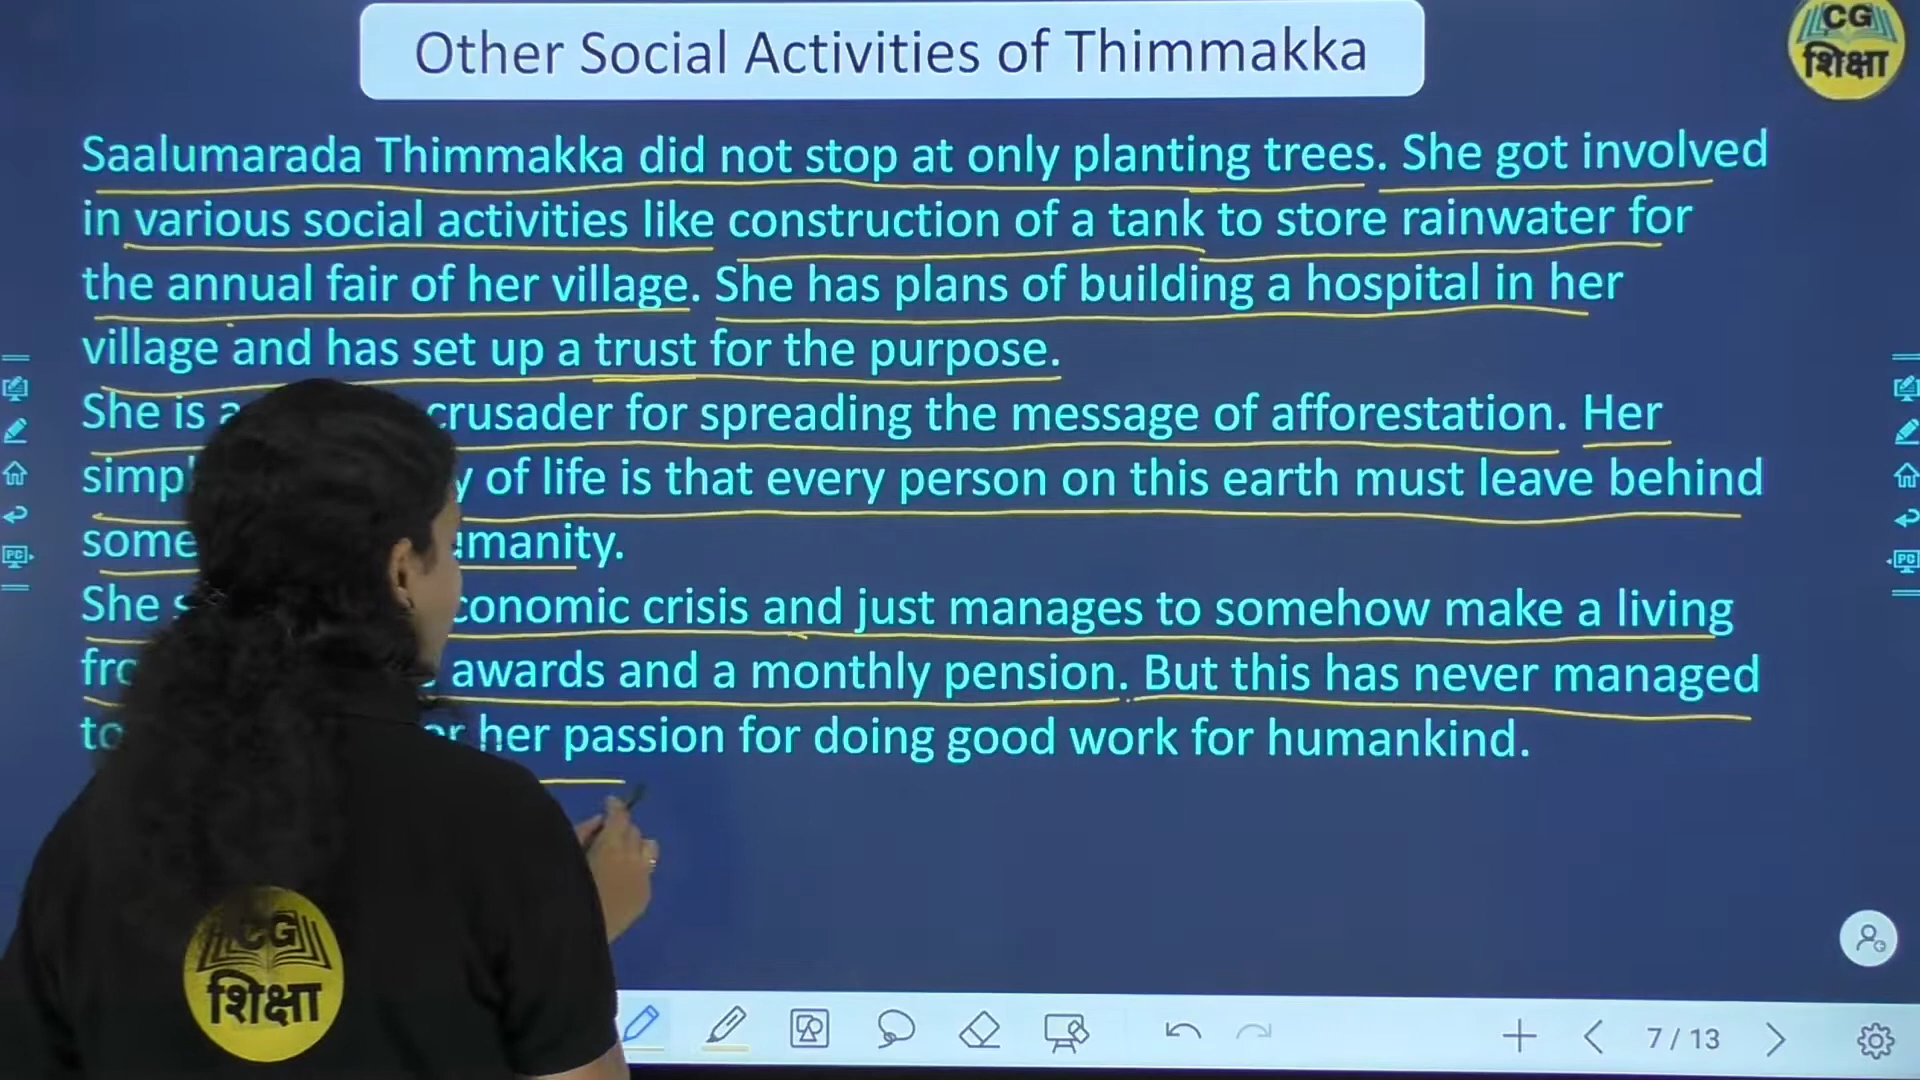 Other Social Activities of Thimmakka
CG
शिक्षा
Saalumarada Thimmakka did not stop at only planting trees. She got involved
in various social activities like construction of a tank to store rainwater for
the annual fair of her village. She has plans of building a hospital in her
village and has set up a trust for the purpose.
She is crusader for spreading the message of afforestation. Her
of life is that every person on this earth must leave behind
She crisis and just manages to somehow make a living
awards and a monthly pension. But this has never managed
her passion for doing good work for humankind.
PC
PC
CG
शिक्षा
7 / 13